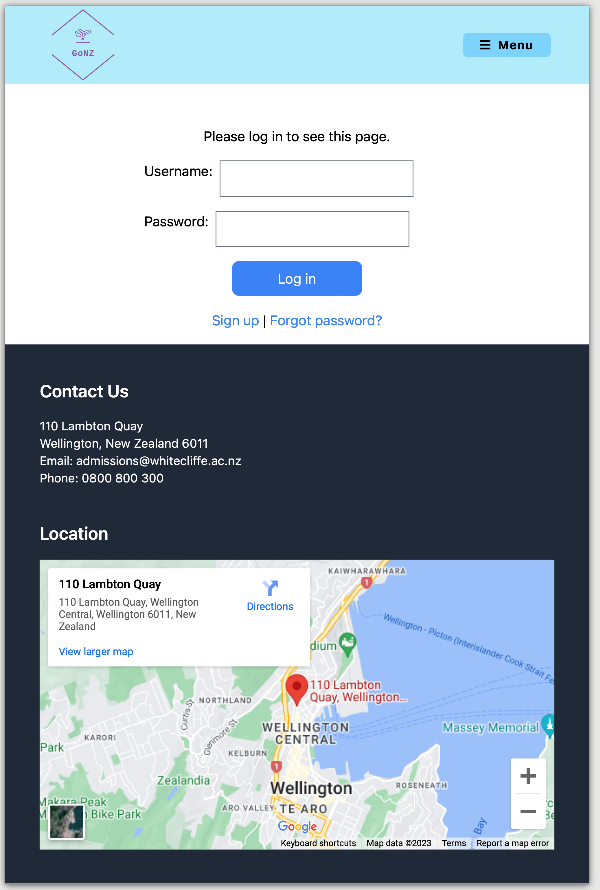 GoNZ
☰ Menu
Please log in to see this page.
Username:
Password:
Log in
Sign up | Forgot password?
Contact Us
110 Lambton Quay
Wellington, New Zealand 6011
Email: admissions@whitecliffe.ac.nz
Phone: 0800 800 300
Location
110 Lambton Quay
110 Lambton Quay, Wellington
Central, Wellington 6011, New
Zealand
Directions
View larger map
KAIWHARAWHARA
Wellington - Picton (Interislander Cook Strait Fe
dium
110 Lambton
Quay, Wellington...
NORTHLAND
Curtis St
Glenmore St
WELLINGTON
CENTRAL
Massey Memorial
Park
KARORI
KELBURN
Zealandia
Wellington
ROSENEATH
Makara Peak
Bike Park
ARO VALLEY
TE ARO
Bay
+
−
Google
Keyboard shortcuts
Map data ©2023
Terms
Report a map error
1
1